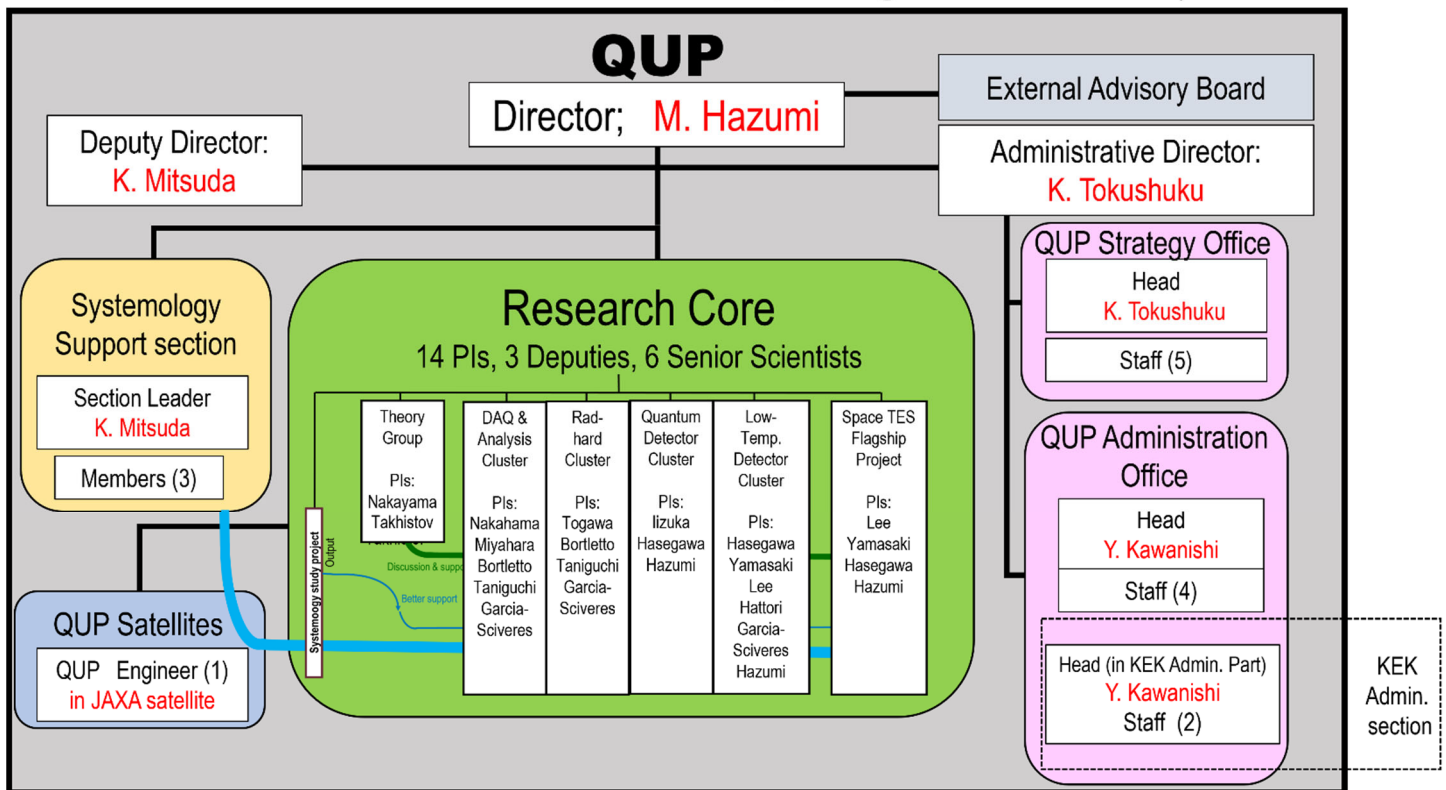 QUP
Director; M. Hazumi
External Advisory Board
Deputy Director:
K. Mitsuda
Administrative Director:
K. Tokushuku
QUP Strategy Office
Head
K. Tokushuku
Staff (5)
Systemology
Support section
Section Leader
K. Mitsuda
Members (3)
Research Core
14 PIs, 3 Deputies, 6 Senior Scientists
Systemoogy study project
Output
Theory
Group
PIs:
Nakayama
Takhistov
Discussion & suppo
Better support
DAQ &
Analysis
Cluster
PIs:
Nakahama
Miyahara
Bortletto
Taniguchi
Garcia-
Sciveres
Rad-
hard
Cluster
PIs:
Togawa
Bortletto
Taniguchi
Garcia-
Sciveres
Quantum
Detector
Cluster
PIs:
Iizuka
Hasegawa
Hazumi
Low-
Temp.
Detector
Cluster
PIs:
Hasegawa
Yamasaki
Lee
Hattori
Garcia-
Sciveres
Hazumi
Space TES
Flagship
Project
PIs:
Lee
Yamasaki
Hasegawa
Hazumi
QUP Administration
Office
Head
Y. Kawanishi
Staff (4)
Head (in KEK Admin. Part)
Y. Kawanishi
Staff (2)
KEK
Admin.
section
QUP Satellites
QUP Engineer (1)
in JAXA satellite